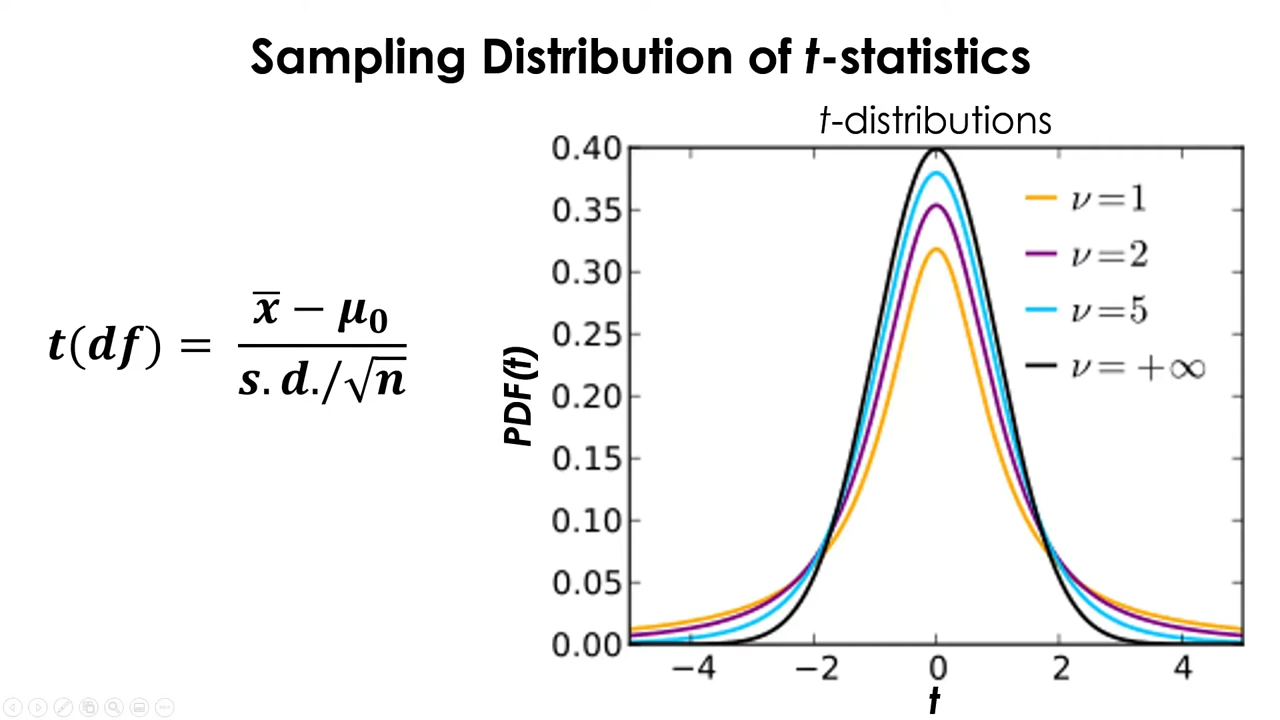 Sampling Distribution of t-statistics
t(df) = x̅ − μ₀ / s.d./√n
t-distributions
PDF(t)
0.40
0.35
0.30
0.25
0.20
0.15
0.10
0.05
0.00
ν=1
ν=2
ν=5
ν=+∞
−4 −2 0 2 4
t